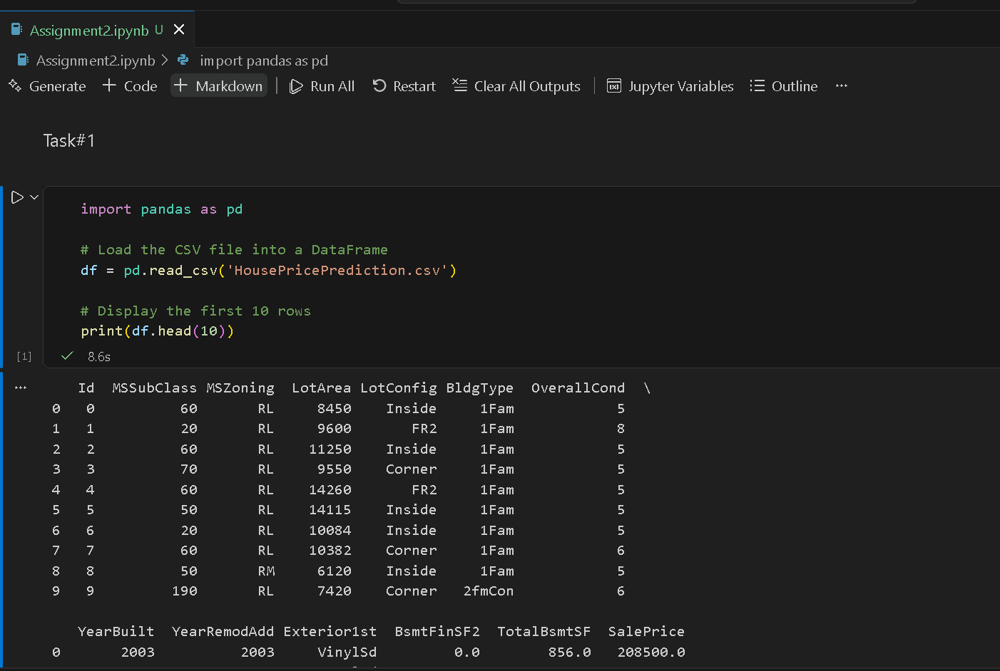 Assignment2.ipynb U
Assignment2.ipynb > import pandas as pd
Generate + Code + Markdown | Run All Restart Clear All Outputs | Jupyter Variables Outline ...
Task#1
import pandas as pd
# Load the CSV file into a DataFrame
df = pd.read_csv('HousePricePrediction.csv')
# Display the first 10 rows
print(df.head(10))
[1] 8.6s
... Id MSSubClass MSZoning LotArea LotConfig BldgType OverallCond \
0 0 60 RL 8450 Inside 1Fam 5
1 1 20 RL 9600 FR2 1Fam 8
2 2 60 RL 11250 Inside 1Fam 5
3 3 70 RL 9550 Corner 1Fam 5
4 4 60 RL 14260 FR2 1Fam 5
5 5 50 RL 14115 Inside 1Fam 5
6 6 20 RL 10084 Inside 1Fam 5
7 7 60 RL 10382 Corner 1Fam 6
8 8 50 RM 6120 Inside 1Fam 5
9 9 190 RL 7420 Corner 2fmCon 6
YearBuilt YearRemodAdd Exterior1st BsmtFinSF2 TotalBsmtSF SalePrice
0 2003 2003 VinylSd 0.0 856.0 208500.0